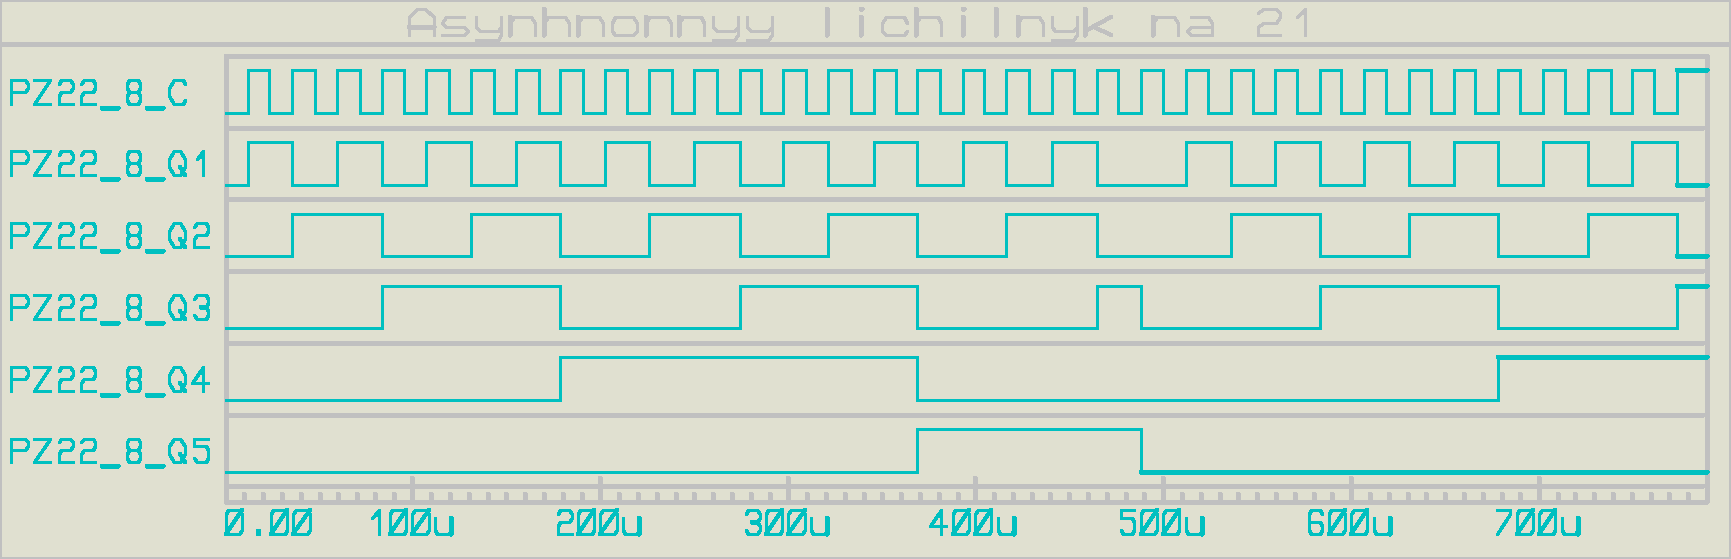 Asynhnonnyy lichilnyk na 21
PZ22_8_C
PZ22_8_Q1
PZ22_8_Q2
PZ22_8_Q3
PZ22_8_Q4
PZ22_8_Q5
0.00 100u 200u 300u 400u 500u 600u 700u